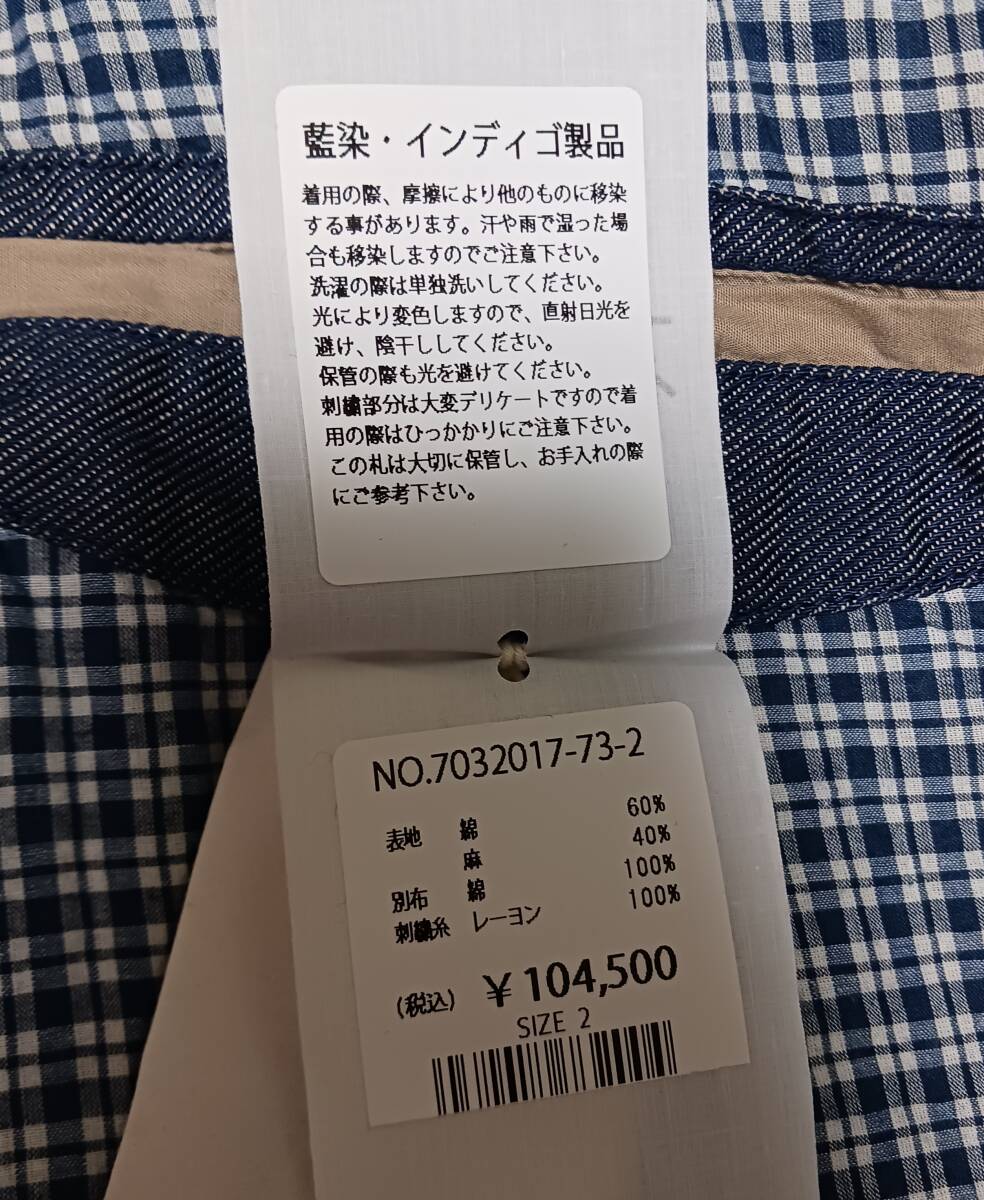 藍染・インディゴ製品
着用の際、摩擦により他のものに移染
する事があります。汗や雨で湿った場
合も移染しますのでご注意下さい。
洗濯の際は単独洗いしてください。
光により変色しますので、直射日光を
避け、陰干ししてください。
保管の際も光を避けてください。
刺繍部分は大変デリケートですので着
用の際はひっかかりにご注意下さい。
この札は大切に保管し、お手入れの際
にご参考下さい。
NO.7032017-73-2
表地 綿 60%
麻 40%
別布 綿 100%
刺繍糸 レーヨン 100%
(税込) ¥104,500
SIZE 2